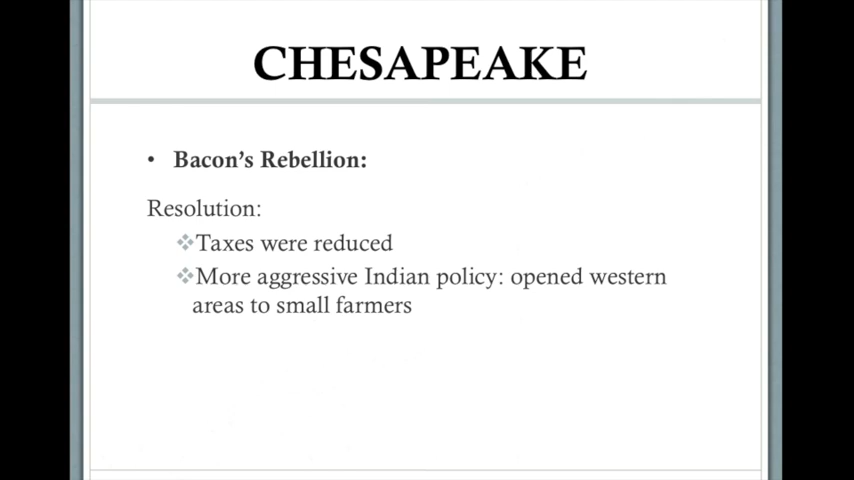 CHESAPEAKE
• Bacon's Rebellion:
Resolution:
❖Taxes were reduced
❖More aggressive Indian policy: opened western
areas to small farmers